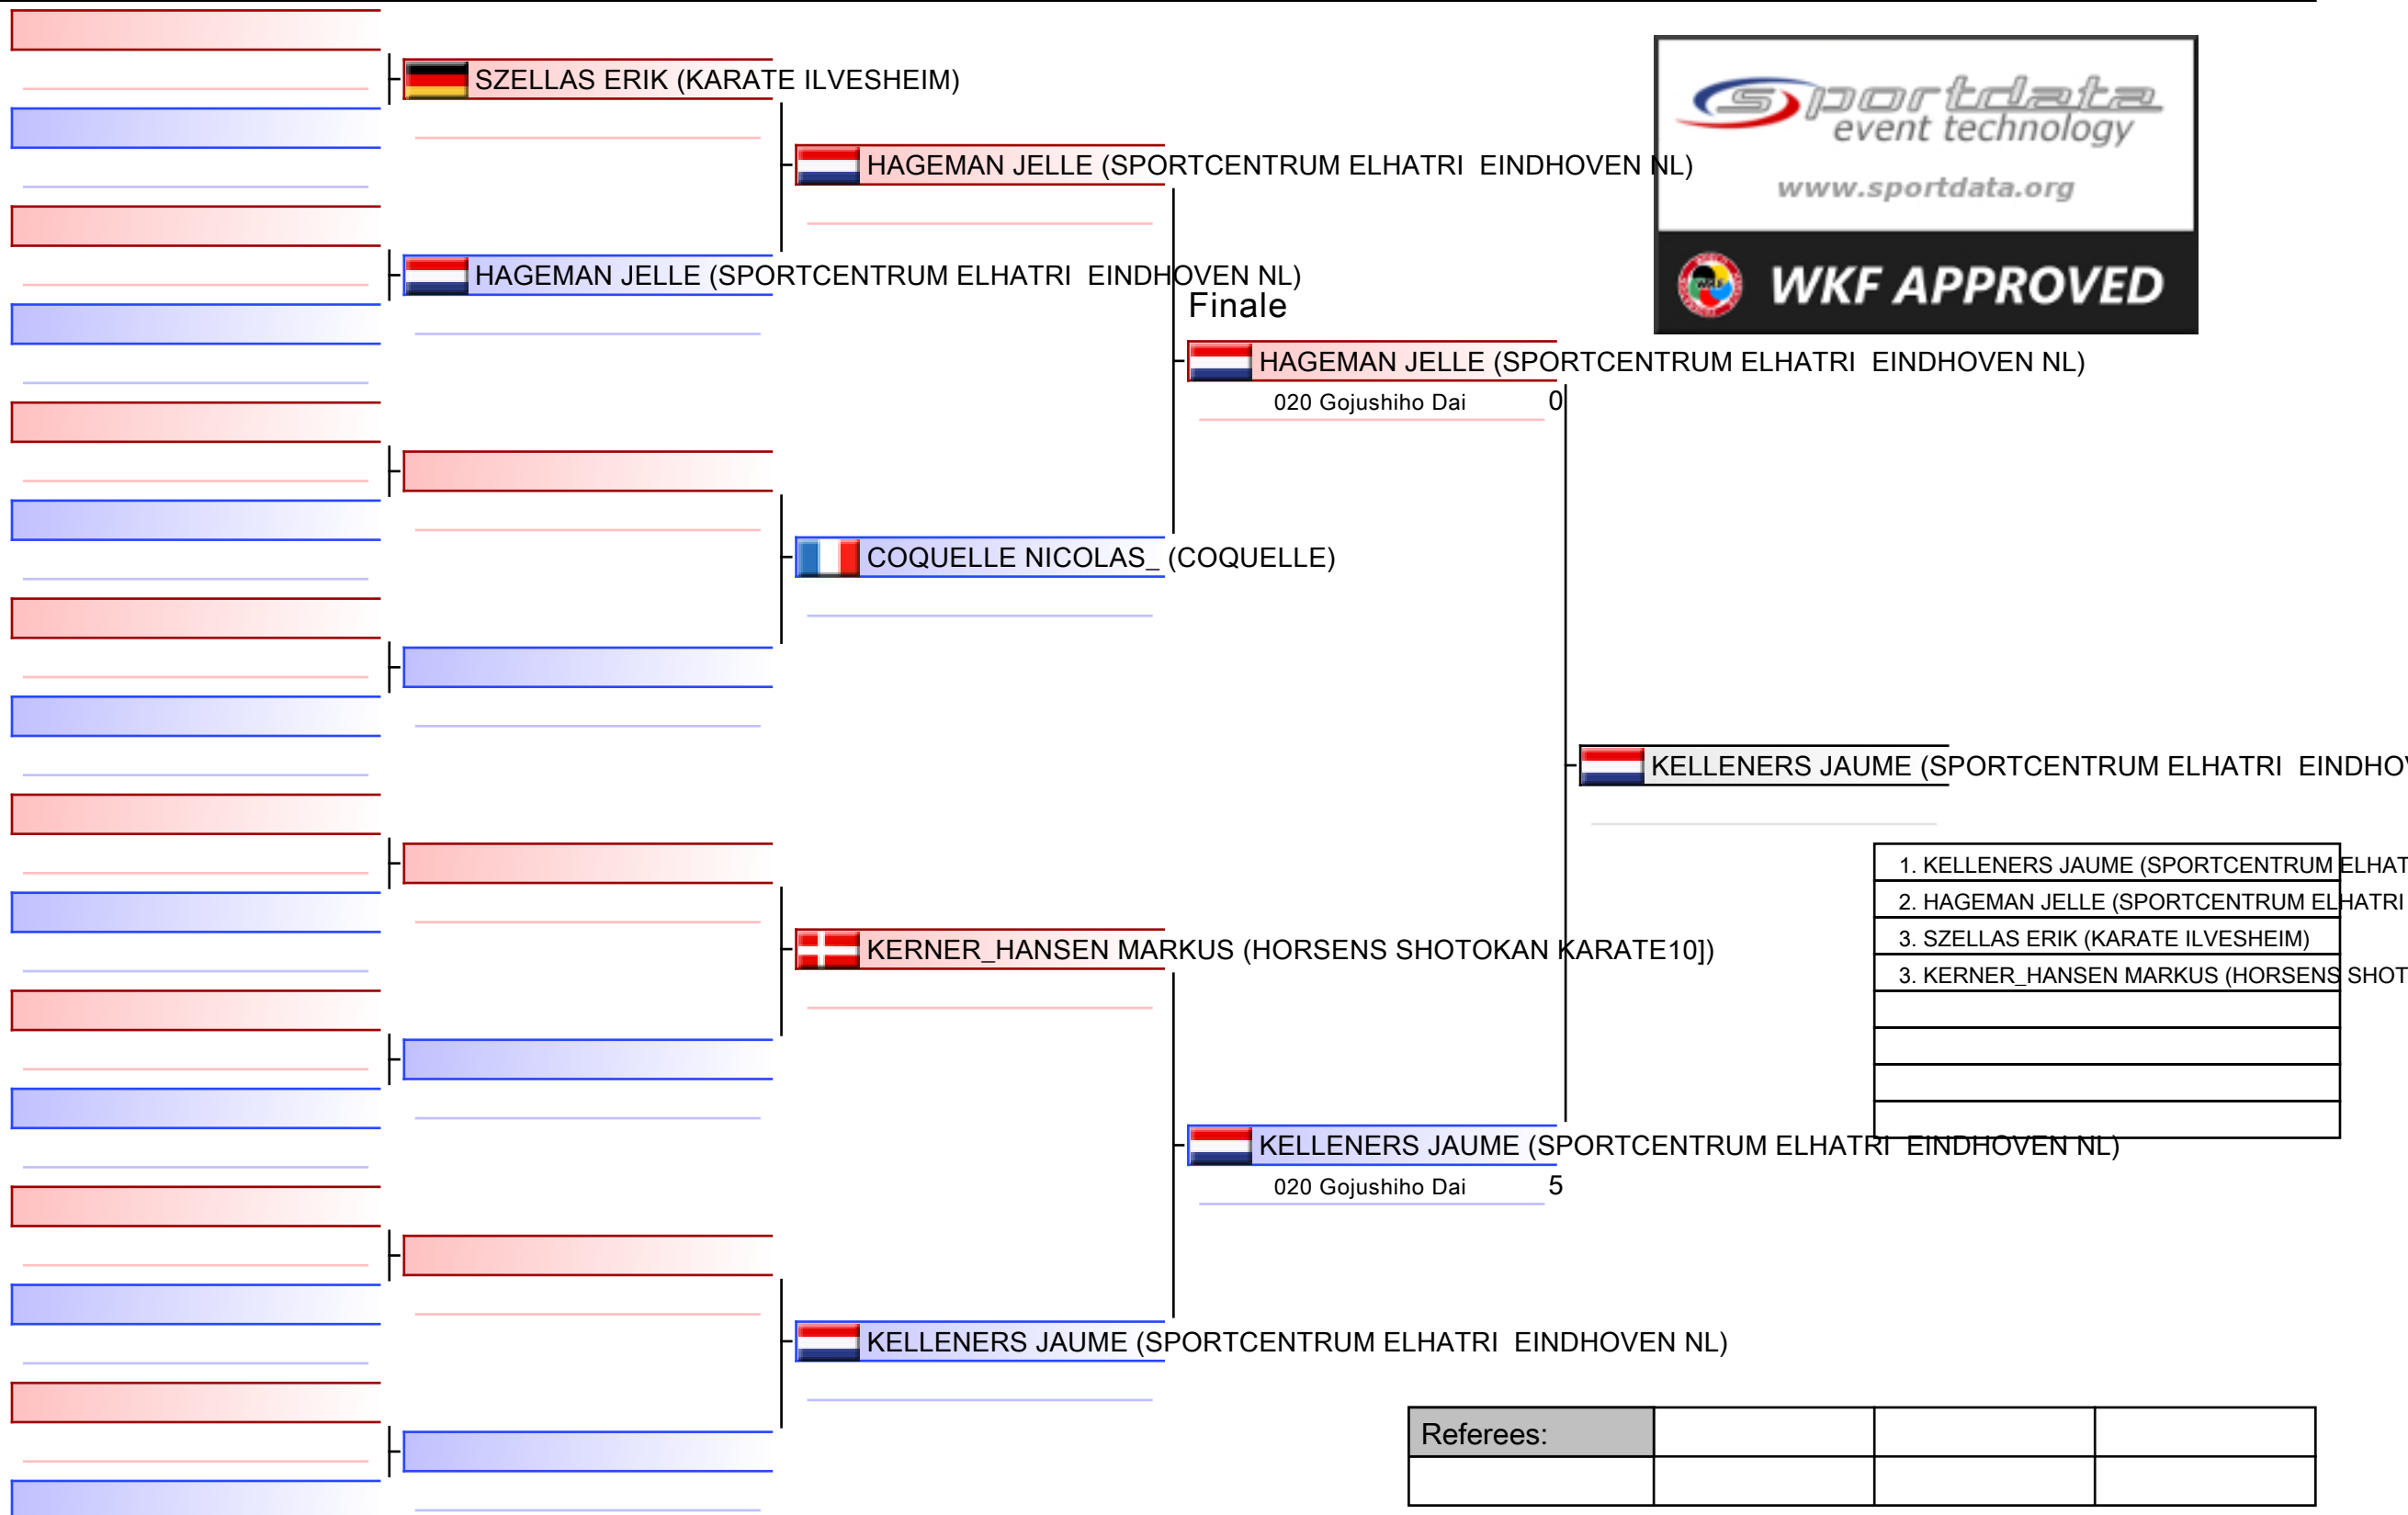 SZELLAS ERIK (KARATE ILVESHEIM)
sportdata
event technology
www.sportdata.org
HAGEMAN JELLE (SPORTCENTRUM ELHATRI  EINDHOVEN NL)
HAGEMAN JELLE (SPORTCENTRUM ELHATRI  EINDHOVEN NL)
WKF APPROVED
Finale
HAGEMAN JELLE (SPORTCENTRUM ELHATRI  EINDHOVEN NL)
020 Gojushiho Dai 0
COQUELLE NICOLAS_ (COQUELLE)
KELLENERS JAUME (SPORTCENTRUM ELHATRI  EINDHOV
1. KELLENERS JAUME (SPORTCENTRUM ELHAT
2. HAGEMAN JELLE (SPORTCENTRUM ELHATRI
3. SZELLAS ERIK (KARATE ILVESHEIM)
3. KERNER_HANSEN MARKUS (HORSENS SHOT
KERNER_HANSEN MARKUS (HORSENS SHOTOKAN KARATE10])
KELLENERS JAUME (SPORTCENTRUM ELHATRI  EINDHOVEN NL)
020 Gojushiho Dai 5
KELLENERS JAUME (SPORTCENTRUM ELHATRI  EINDHOVEN NL)
Referees: